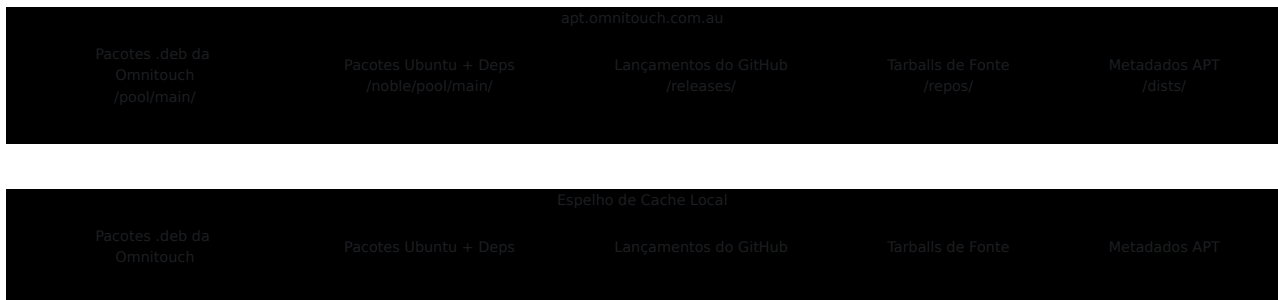 apt.omnitouch.com.au
Pacotes .deb da
Omnitouch
/pool/main/
Pacotes Ubuntu + Deps
/noble/pool/main/
Lançamentos do GitHub
/releases/
Tarballs de Fonte
/repos/
Metadados APT
/dists/
Espelho de Cache Local
Pacotes .deb da
Omnitouch
Pacotes Ubuntu + Deps
Lançamentos do GitHub
Tarballs de Fonte
Metadados APT